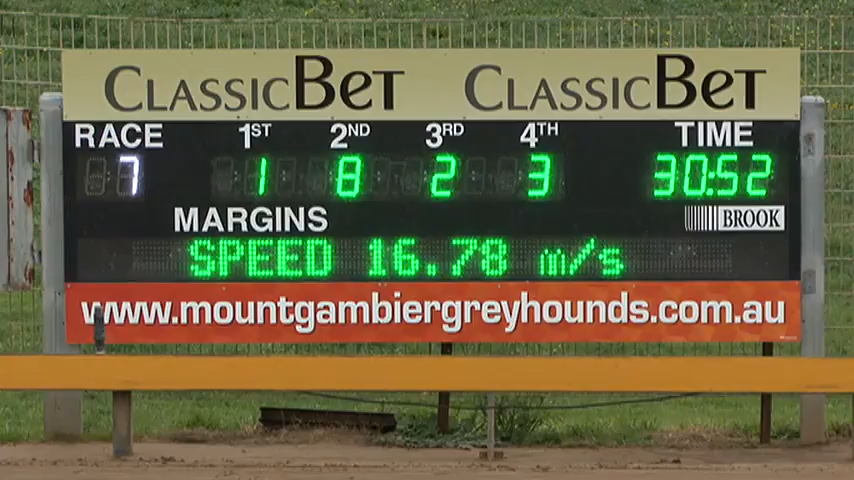 CLASSICBET CLASSICBET
RACE 1ST 2ND 3RD 4TH TIME
7 1 8 2 3 30:52
MARGINS BROOK
SPEED 16.78 m/s
www.mountgambiergreyhounds.com.au